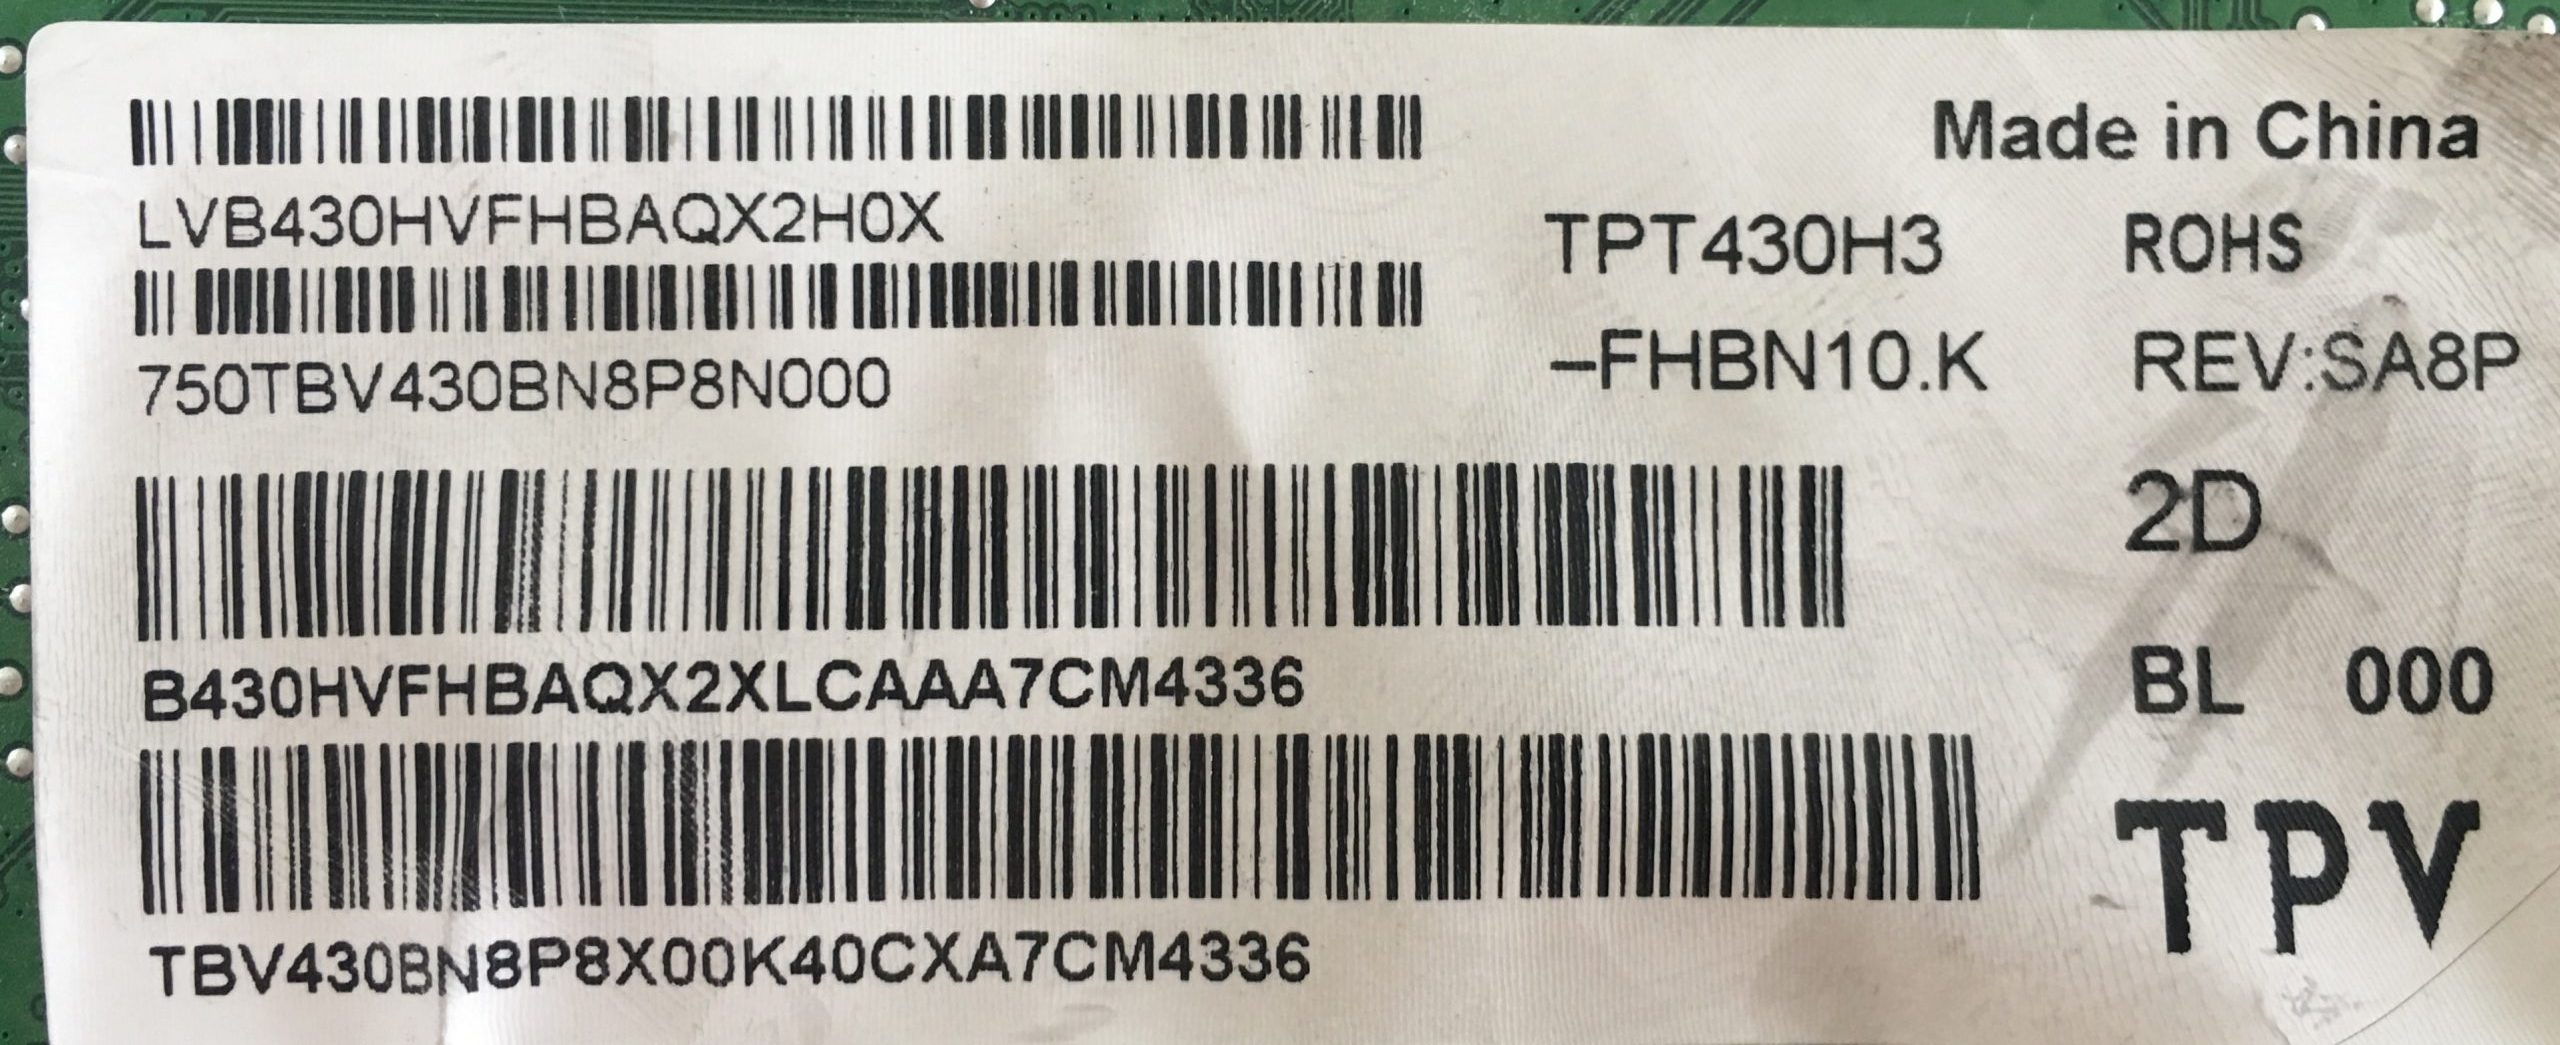 Made in China
LVB430HVFHBAQX2H0X
TPT430H3 ROHS
750TBV430BN8P8N000
–FHBN10.K REV:SA8P
2D
B430HVFHBAQX2XLCAAA7CM4336
BL 000
TPV
TBV430BN8P8X00K40CXA7CM4336